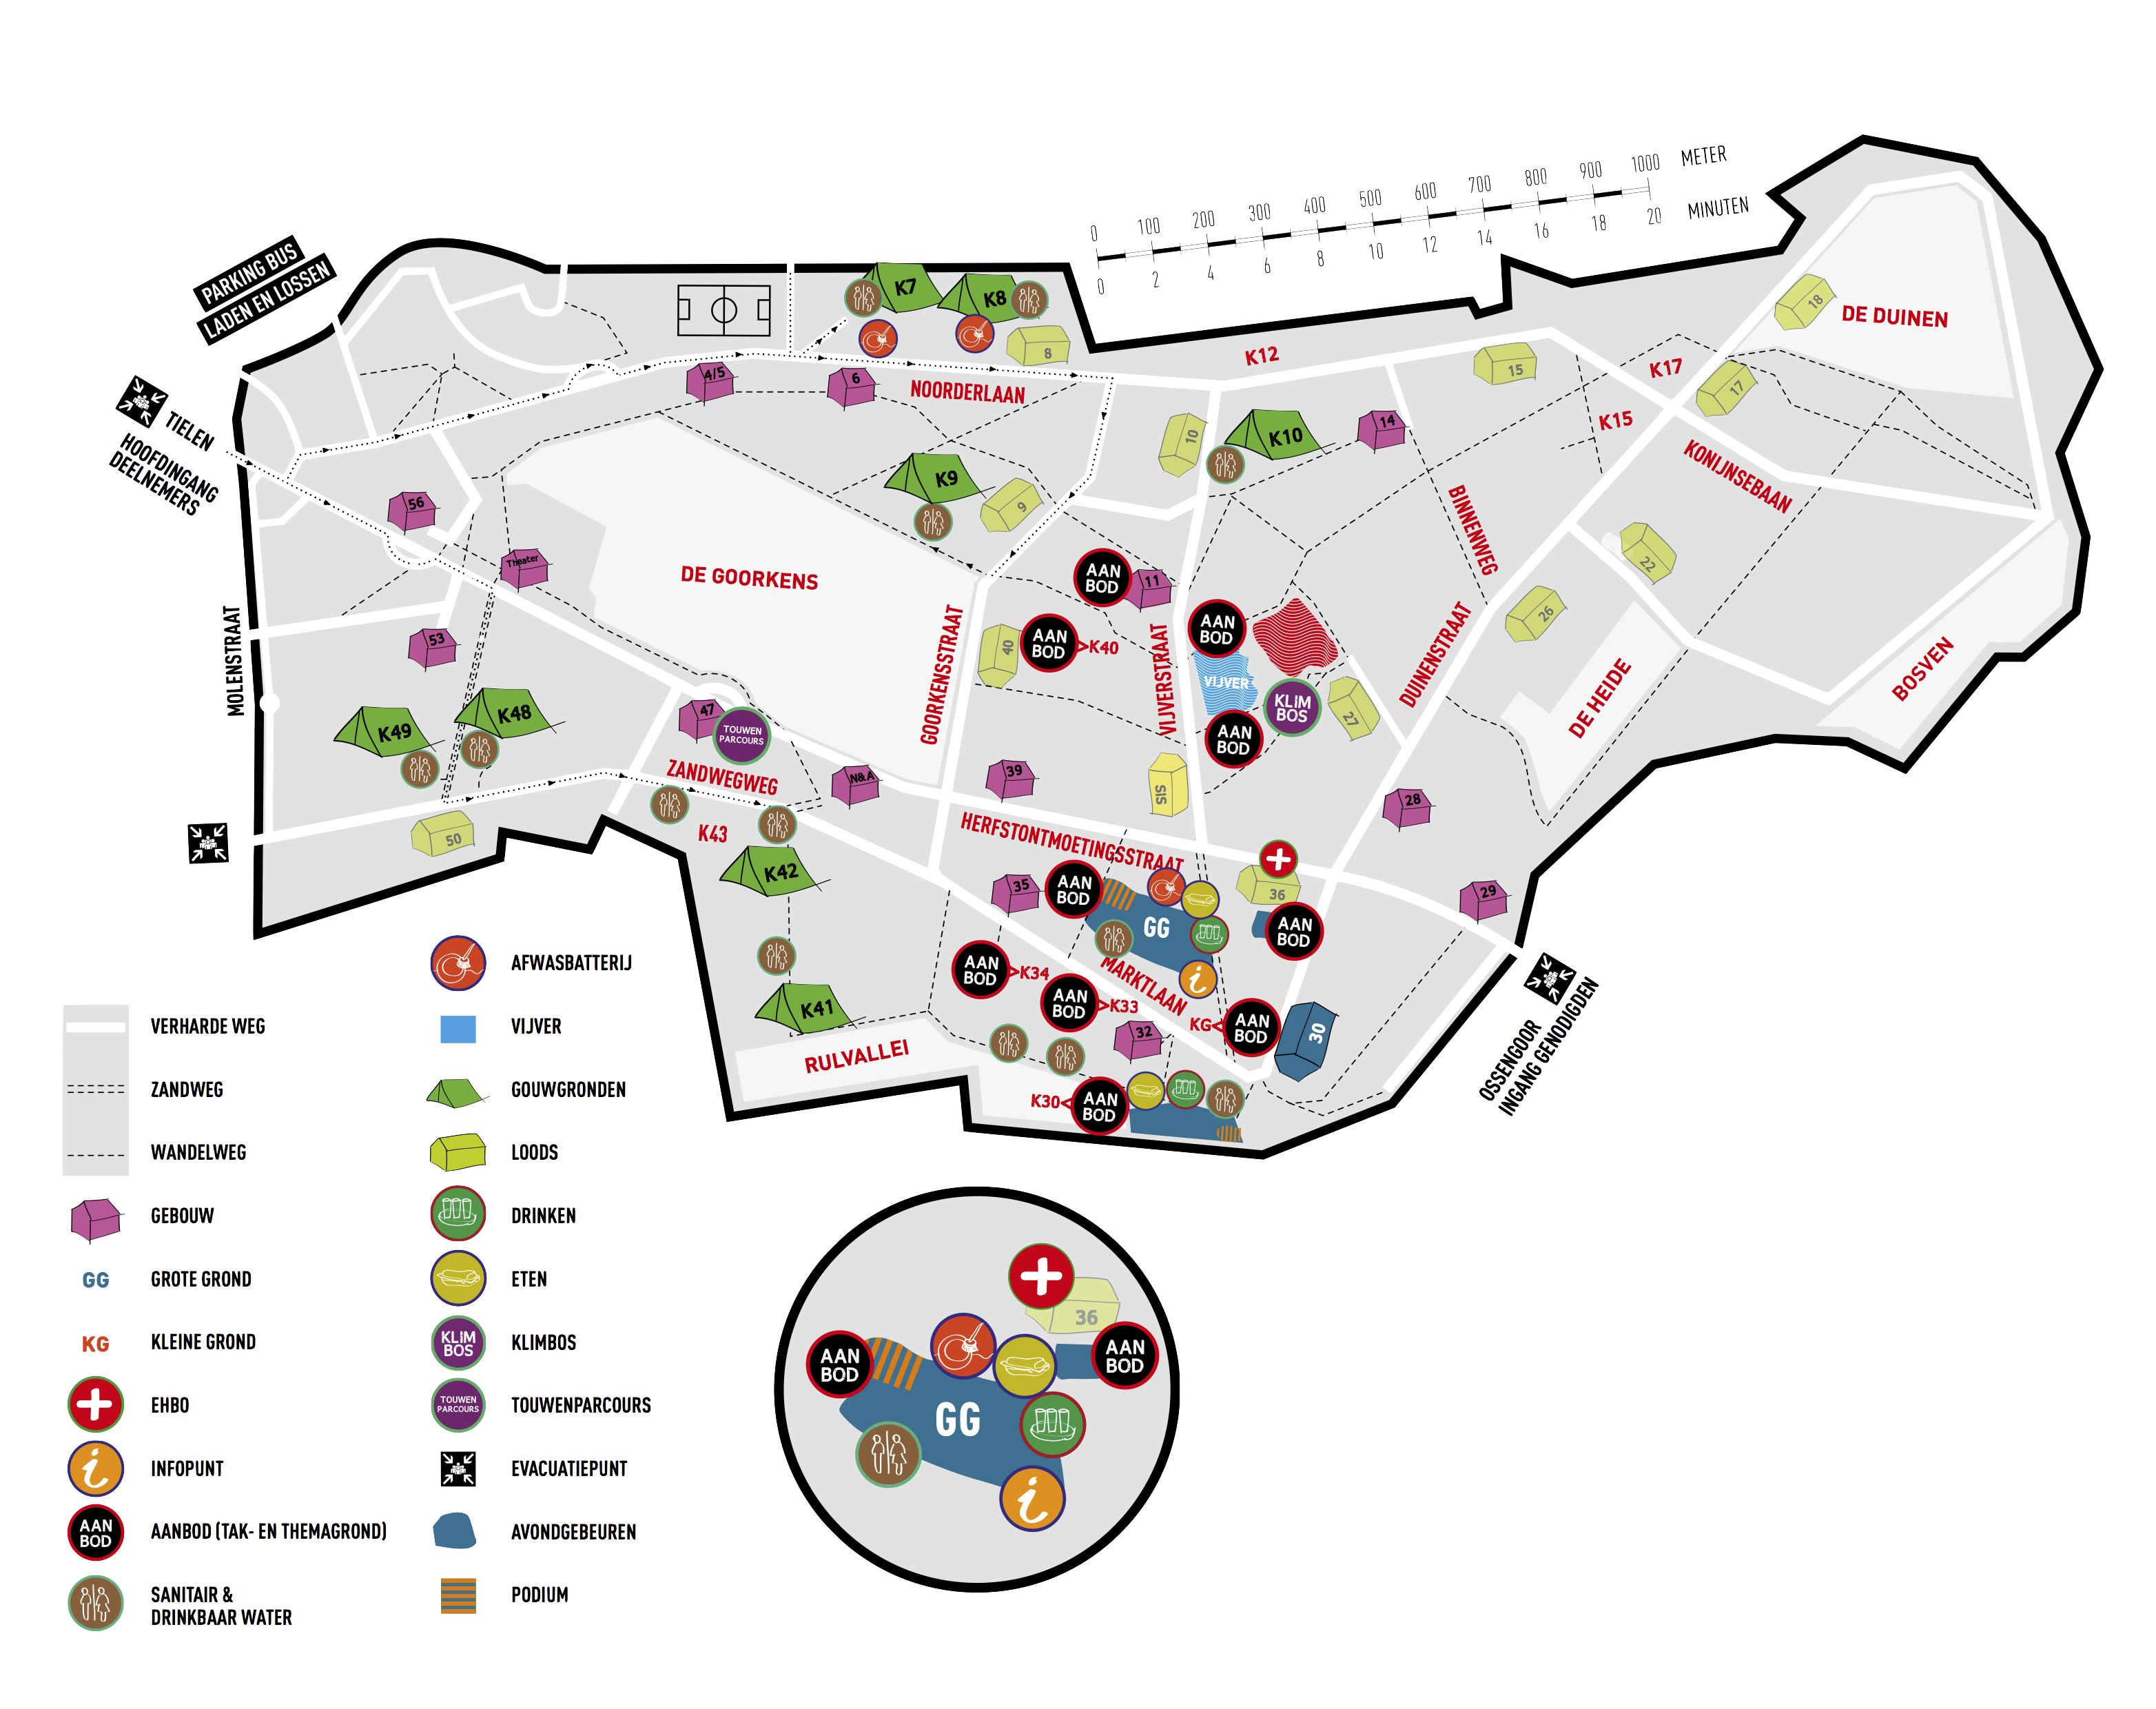 0 100 200 300 400 500 600 700 800 900 1000 METER
0 2 4 6 8 10 12 14 16 18 20 MINUTEN
PARKING BUS
LADEN EN LOSSEN
TIELEN
HOOFDINGANG
DEELNEMERS
K7
K8
8
4/5
6
NOORDERLAAN
K12
15
K17
18
DE DUINEN
17
K15
KONIJNSEBAAN
10
K10
14
BINNENWEG
K9
9
56
Theater
DE GOORKENS
22
26
AAN
BOD
11
AAN
BOD
>K40
40
AAN
BOD
VIJVER
KLIM
BOS
AAN
BOD
27
GOORKENSSTRAAT
VIJVERSTRAAT
DUINENSTRAAT
DE HEIDE
BOSVEN
MOLENSTRAAT
53
K49
K48
47
TOUWEN
PARCOURS
ZANDWEGWEG
N&A
39
SIS
28
50
K43
HERFSTONTMOETINGSSTRAAT
K42
35
AAN
BOD
GG
36
AAN
BOD
29
AAN
BOD
>K34
AAN
BOD
>K33
MARKTLAAN
K41
RULVALLEI
32
KG<
AAN
BOD
30
K30<
AAN
BOD
OSSENGOOR
INGANG GENODIGDEN
VERHARDE WEG
ZANDWEG
WANDELWEG
GEBOUW
GG GROTE GROND
KG KLEINE GROND
EHBO
INFOPUNT
AAN
BOD
AANBOD (TAK- EN THEMAGROND)
SANITAIR &
DRINKBAAR WATER
AFWASBATTERIJ
VIJVER
GOUWGRONDEN
LOODS
DRINKEN
ETEN
KLIM
BOS
KLIMBOS
TOUWEN
PARCOURS
TOUWENPARCOURS
EVACUATIEPUNT
AVONDGEBEUREN
PODIUM
36
AAN
BOD
AAN
BOD
GG